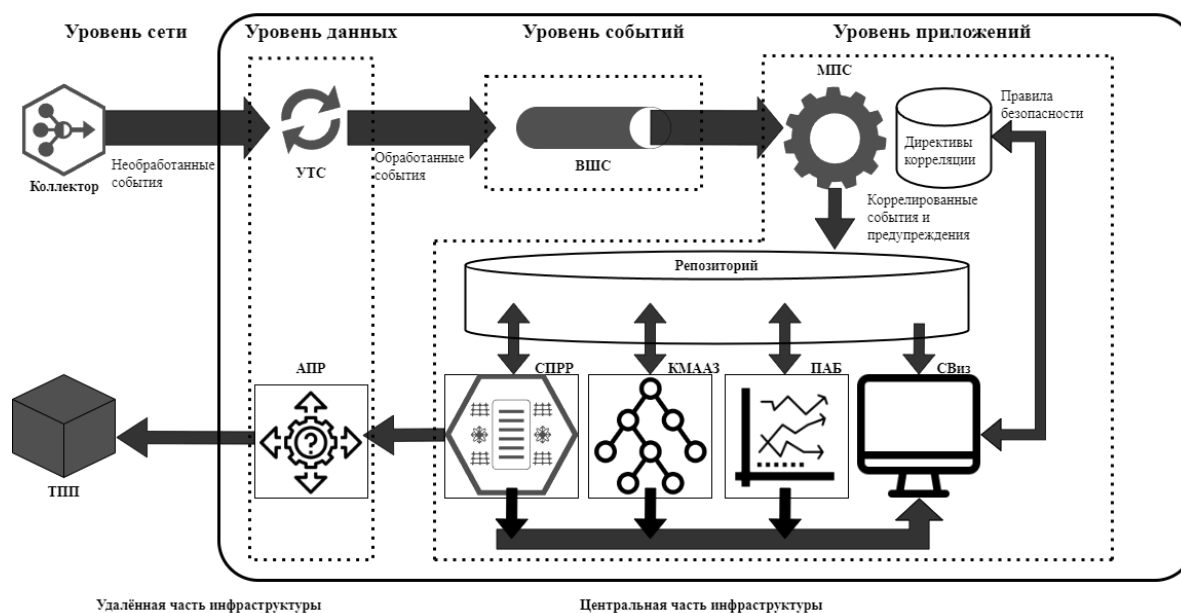 Уровень сети
Уровень данных
Уровень событий
Уровень приложений
МПС
Правила
безопасности
Директивы
корреляции
Необработанные
события
Коллектор
УТС
Обработанные
события
ВШС
Коррелированные
события и
предупреждения
Репозиторий
АПР
СПРР
КМААЗ
ПАБ
СВиз
?
ТПП
Удалённая часть инфраструктуры
Центральная часть инфраструктуры